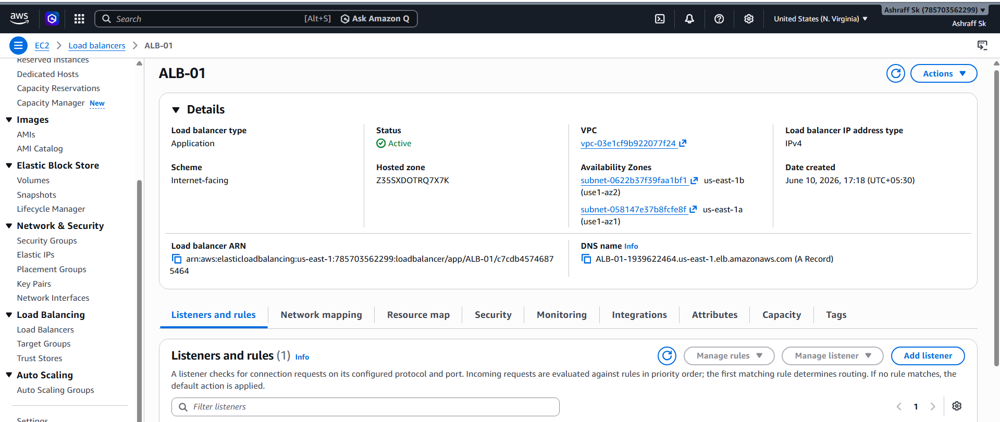 Ashraff Sk (785703562299) ▼
aws
Search [Alt+S] Ask Amazon Q
United States (N. Virginia) ▼
Ashraff Sk
EC2 > Load balancers > ALB-01
Reserved Instances
Dedicated Hosts
Capacity Reservations
Capacity Manager New
Images
AMIs
AMI Catalog
Elastic Block Store
Volumes
Snapshots
Lifecycle Manager
Network & Security
Security Groups
Elastic IPs
Placement Groups
Key Pairs
Network Interfaces
Load Balancing
Load Balancers
Target Groups
Trust Stores
Auto Scaling
Auto Scaling Groups
Settings
ALB-01
Actions
Details
Load balancer type
Application
Status
Active
VPC
vpc-03e1cf9b922077f24
Load balancer IP address type
IPv4
Scheme
Internet-facing
Hosted zone
Z35SXDOTRQ7X7K
Availability Zones
subnet-0622b37f39faa1bf1 us-east-1b
(use1-az2)
subnet-058147e37b8fcfe8f us-east-1a
(use1-az1)
Date created
June 10, 2026, 17:18 (UTC+05:30)
Load balancer ARN
arn:aws:elasticloadbalancing:us-east-1:785703562299:loadbalancer/app/ALB-01/c7cdb4574687
5464
DNS name Info
ALB-01-1939622464.us-east-1.elb.amazonaws.com (A Record)
Listeners and rules
Network mapping
Resource map
Security
Monitoring
Integrations
Attributes
Capacity
Tags
Listeners and rules (1) Info
Manage rules
Manage listener
Add listener
A listener checks for connection requests on its configured protocol and port. Incoming requests are evaluated against rules in priority order; the first matching rule determines routing. If no rule matches, the
default action is applied.
Filter listeners
1